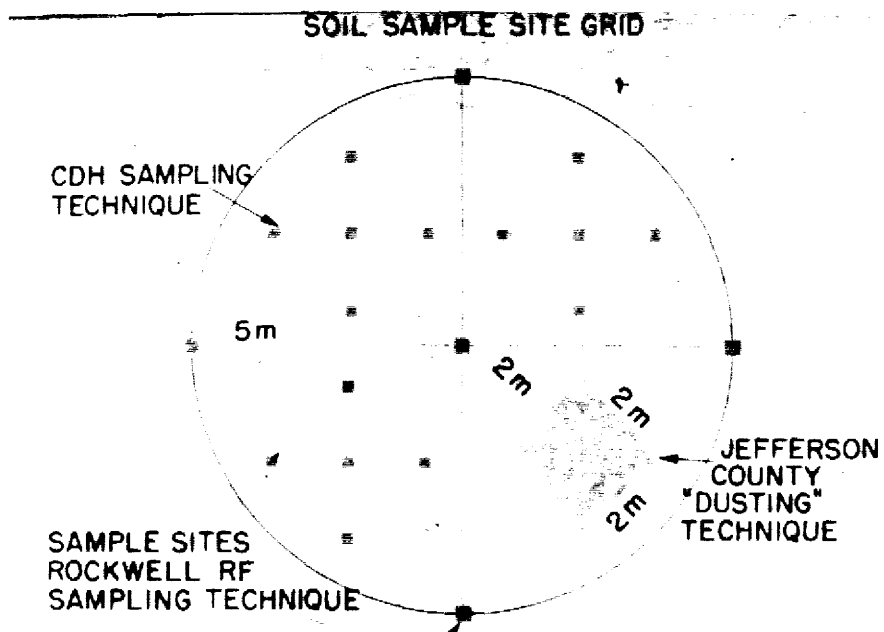 SOIL SAMPLE SITE GRID
CDH SAMPLING
TECHNIQUE
5m
2m
2m
2m
JEFFERSON
COUNTY
"DUSTING"
TECHNIQUE
SAMPLE SITES
ROCKWELL RF
SAMPLING TECHNIQUE